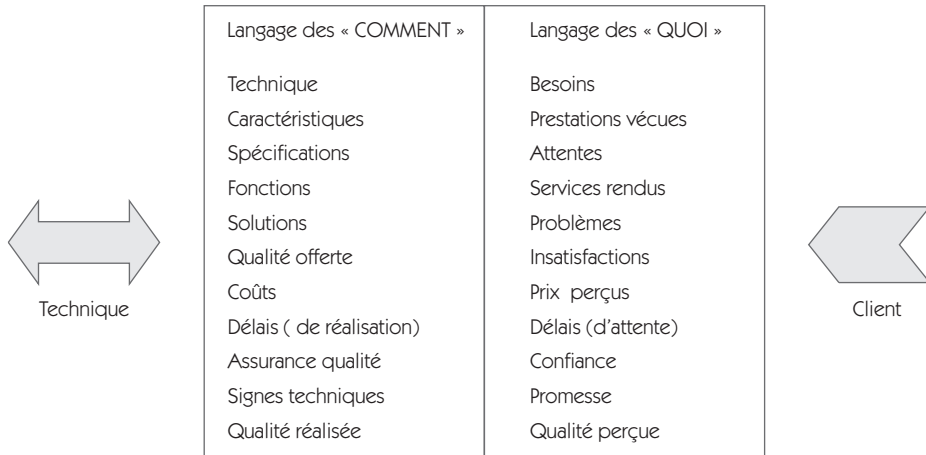 Langage des « COMMENT »
Technique
Caractéristiques
Spécifications
Fonctions
Solutions
Qualité offerte
Coûts
Délais ( de réalisation)
Assurance qualité
Signes techniques
Qualité réalisée
Langage des « QUOI »
Besoins
Prestations vécues
Attentes
Services rendus
Problèmes
Insatisfactions
Prix perçus
Délais (d'attente)
Confiance
Promesse
Qualité perçue
Technique
Client